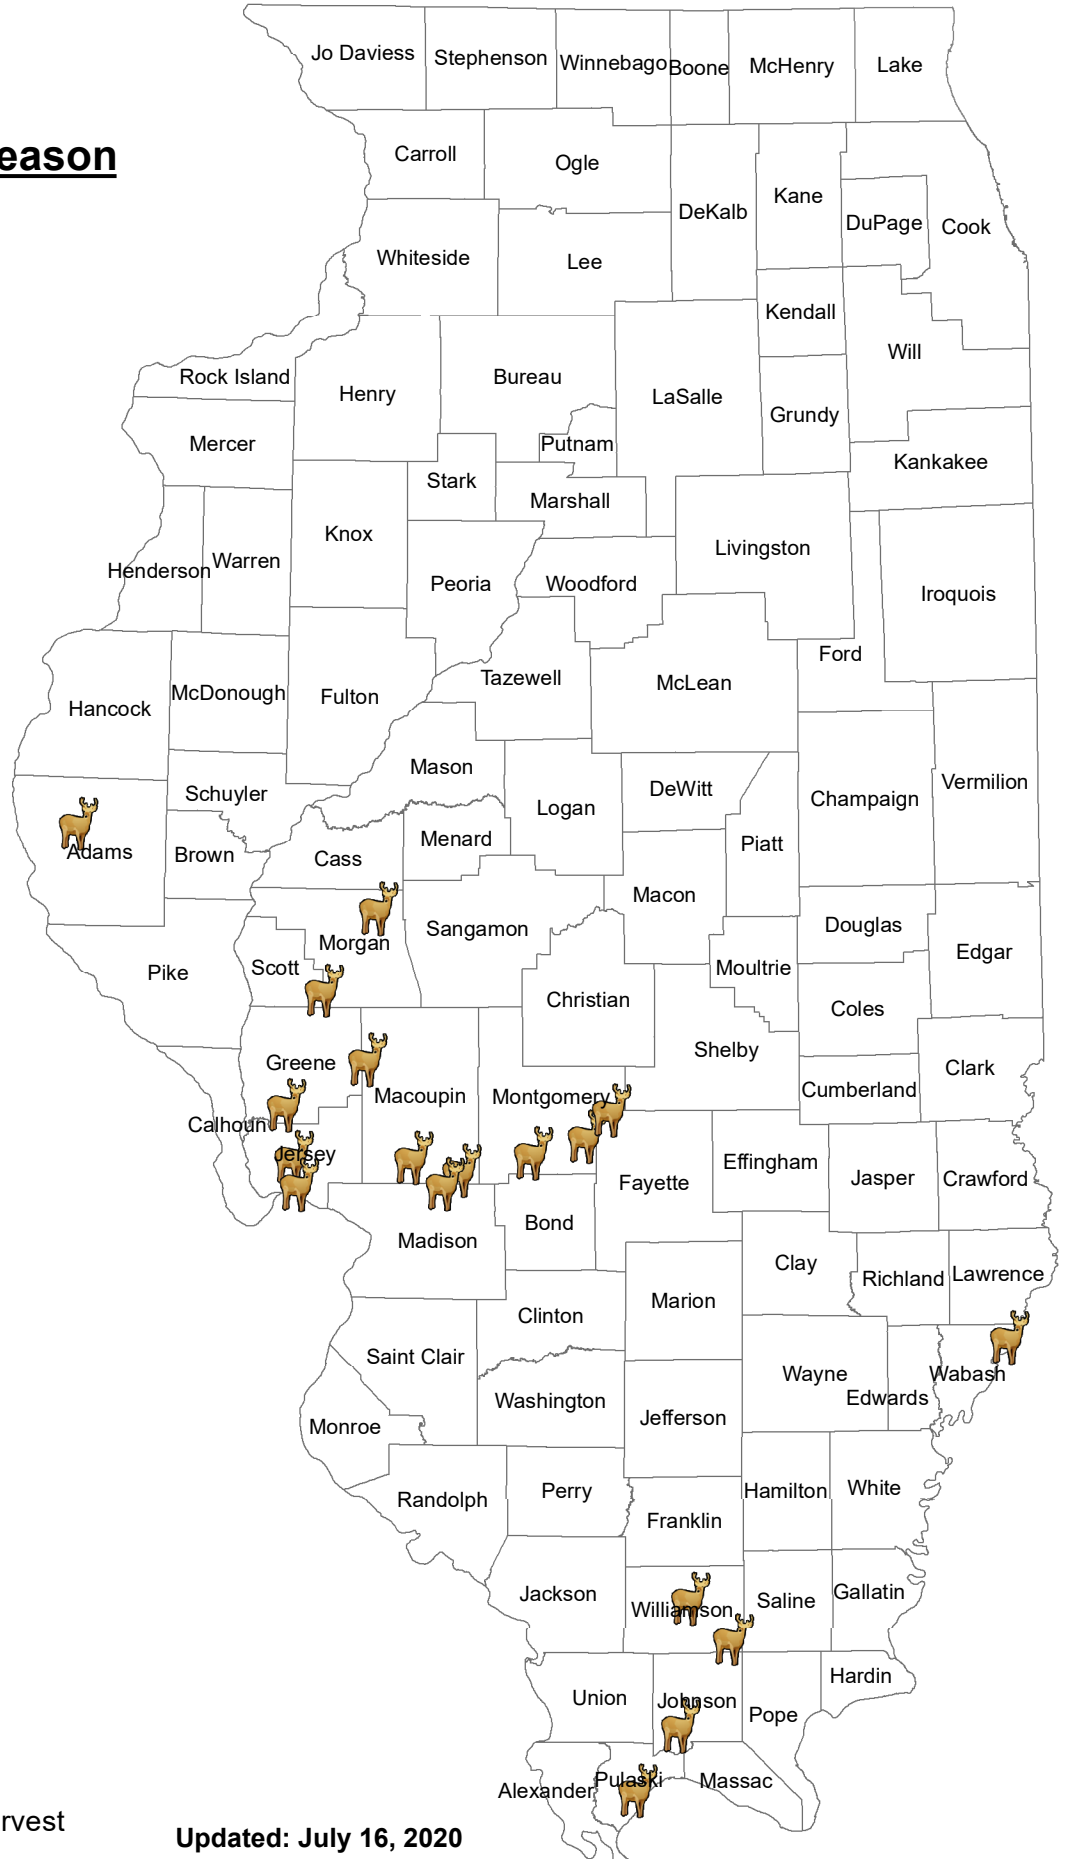 eason
Jo Daviess
Stephenson
Winnebago
Boone
McHenry
Lake
Carroll
Ogle
DeKalb
Kane
DuPage
Cook
Whiteside
Lee
Kendall
Will
Rock Island
Henry
Bureau
LaSalle
Grundy
Mercer
Putnam
Kankakee
Stark
Marshall
Knox
Livingston
Henderson
Warren
Peoria
Woodford
Iroquois
Ford
Hancock
McDonough
Fulton
Tazewell
McLean
Mason
Schuyler
Logan
DeWitt
Champaign
Vermilion
Adams
Brown
Cass
Menard
Piatt
Macon
Sangamon
Douglas
Morgan
Edgar
Pike
Scott
Moultrie
Christian
Coles
Shelby
Greene
Clark
Macoupin
Montgomery
Cumberland
Calhoun
Jersey
Fayette
Effingham
Jasper
Crawford
Madison
Bond
Clay
Richland
Lawrence
Marion
Clinton
Saint Clair
Wayne
Wabash
Edwards
Washington
Jefferson
Monroe
Randolph
Perry
Hamilton
White
Franklin
Jackson
Williamson
Saline
Gallatin
Hardin
Union
Johnson
Pope
Alexander
Pulaski
Massac
rvest
Updated: July 16, 2020